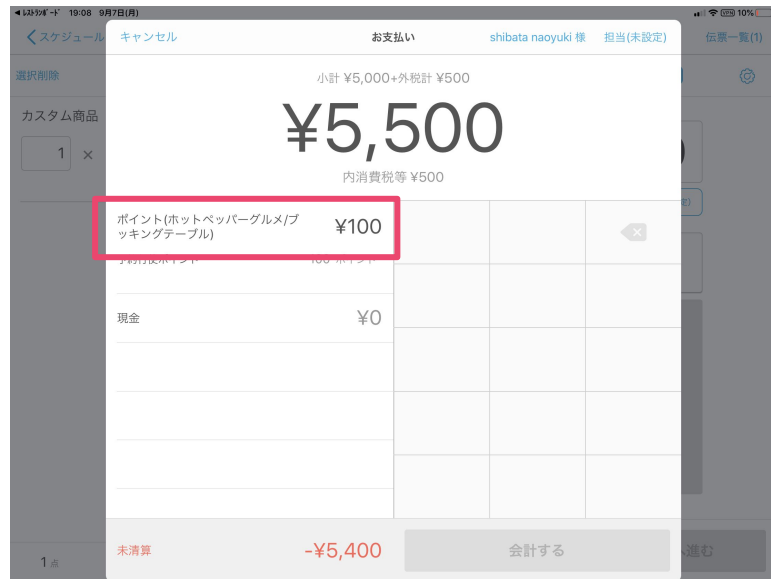 ◀ﾚｽﾄﾗﾝﾎﾞｰﾄﾞ 19:08 9月7日(月) VPN 10%
スケジュール キャンセル お支払い shibata naoyuki 様 担当(未設定) 伝票一覧(1)
選択削除
小計 ¥5,000+外税計 ¥500
カスタム商品
¥5,500
1 ×
内消費税等 ¥500
ポイント(ホットペッパーグルメ/ブ
ッキングテーブル) ¥100
現金 ¥0
未清算 -¥5,400 会計する 進む
1 点